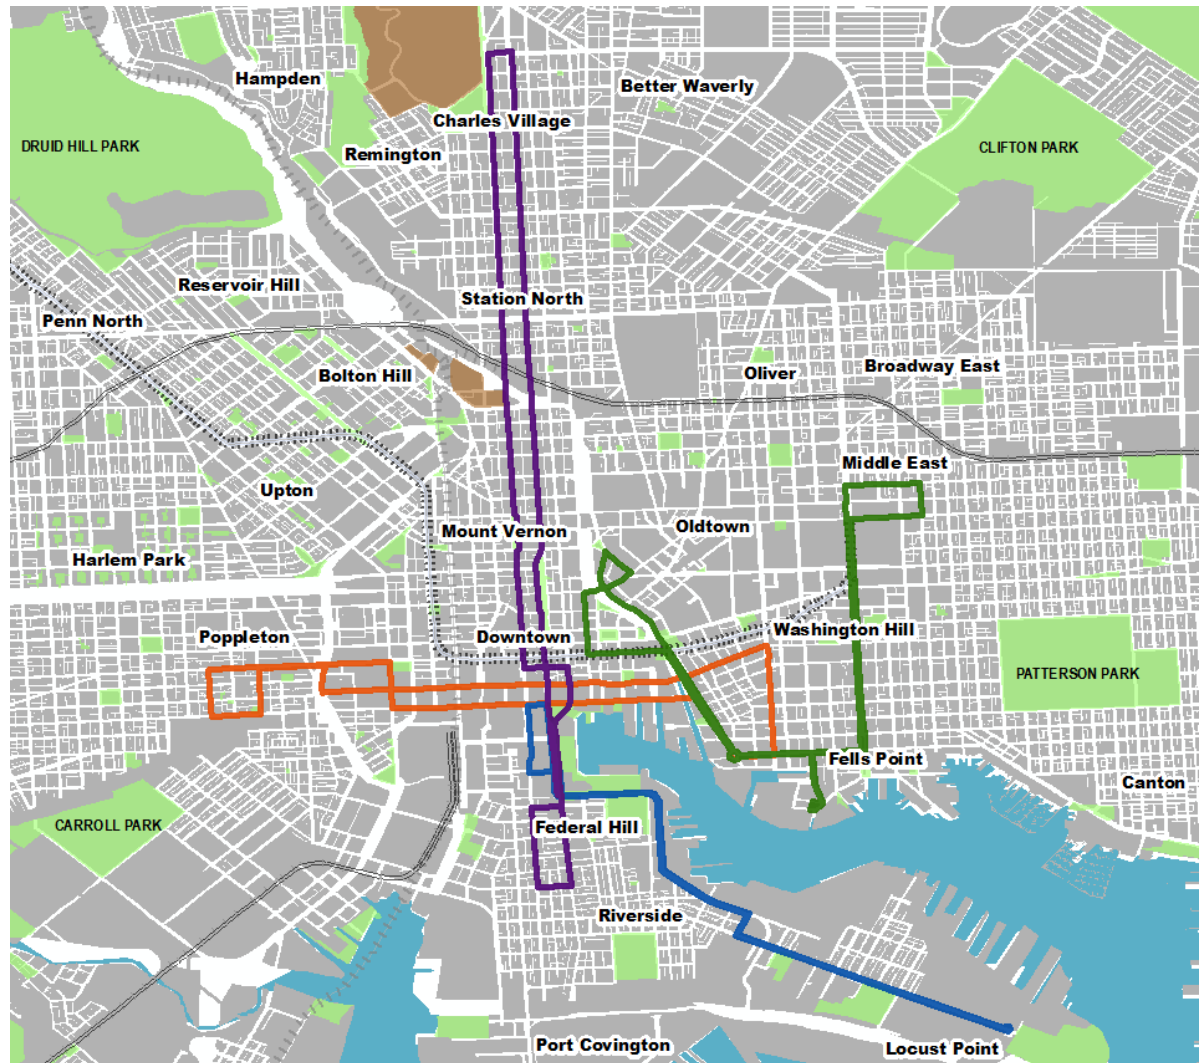 Hampden
Better Waverly
Charles Village
DRUID HILL PARK
Remington
CLIFTON PARK
Reservoir Hill
Station North
Penn North
Bolton Hill
Oliver
Broadway East
Middle East
Upton
Mount Vernon
Oldtown
Harlem Park
Poppleton
Downtown
Washington Hill
PATTERSON PARK
Fells Point
Canton
CARROLL PARK
Federal Hill
Riverside
Port Covington
Locust Point